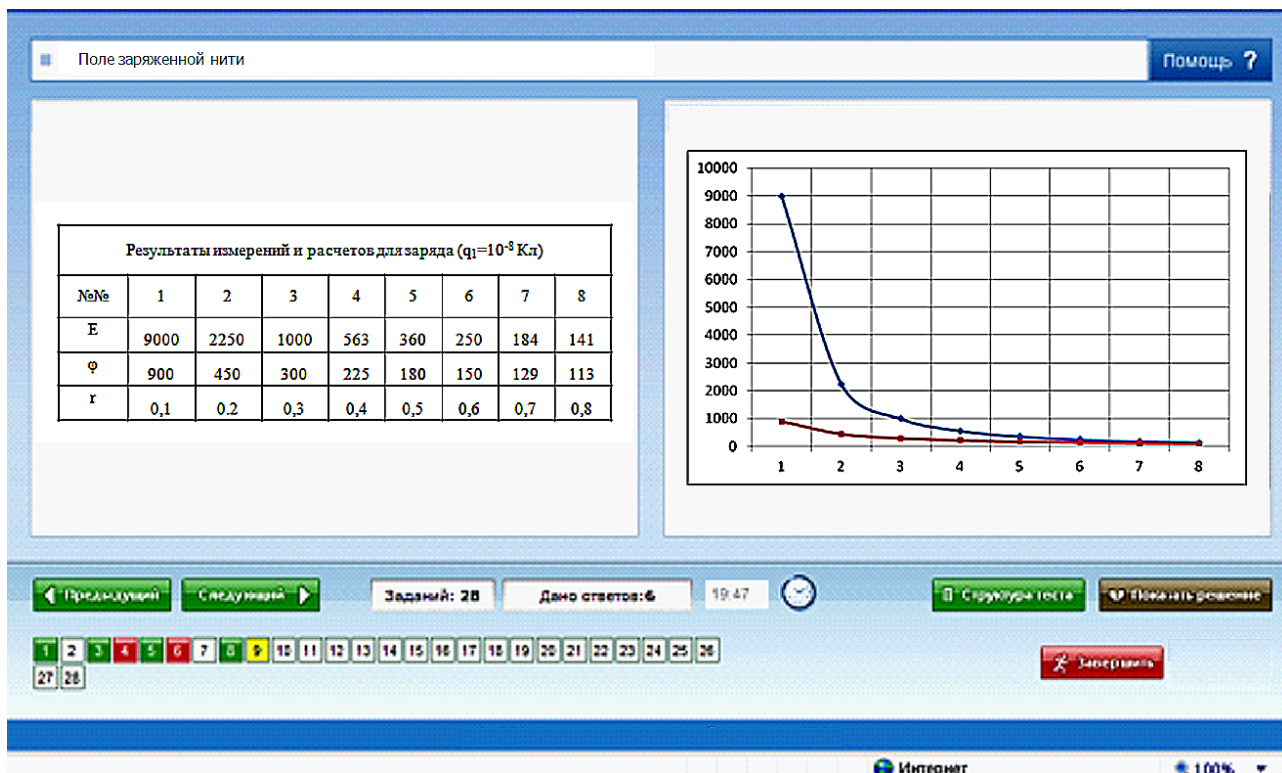 Поле заряженной нити
Помощь ?
Результаты измерений и расчетов для заряда (q₁=10⁻⁸ Кл)
№№ 1 2 3 4 5 6 7 8
E 9000 2250 1000 563 360 250 184 141
φ 900 450 300 225 180 150 129 113
r 0,1 0.2 0,3 0,4 0,5 0,6 0,7 0,8
10000
9000
8000
7000
6000
5000
4000
3000
2000
1000
0
1 2 3 4 5 6 7 8
Предыдущий Следующий Заданий: 28 Дано ответов:6 19:47 Структура теста Показать решение
1 2 3 4 5 6 7 8 9 10 11 12 13 14 15 16 17 18 19 20 21 22 23 24 25 26
27 28
Завершить
Интернет 100%